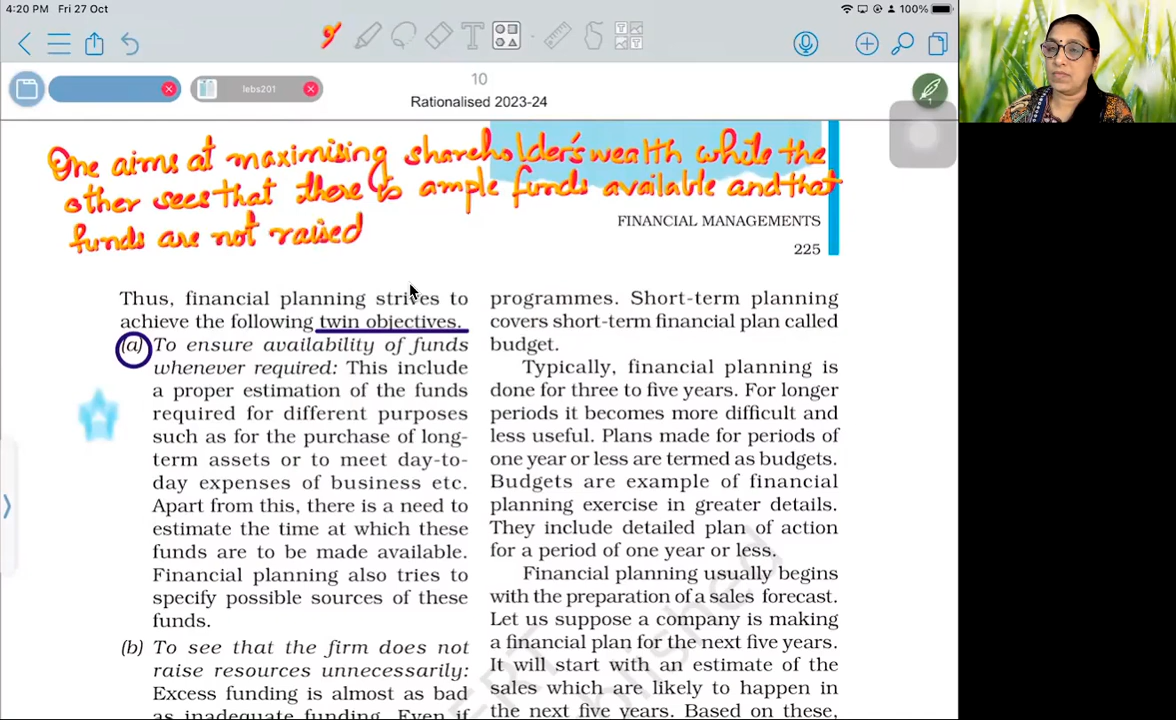 4:20 PM Fri 27 Oct
100%
lebs201
10
Rationalised 2023-24
One aims at maximising shareholder's wealth while the
other sees that there is ample funds available and that
funds are not raised
FINANCIAL MANAGEMENTS
225
Thus, financial planning strives to
achieve the following twin objectives.
(a) To ensure availability of funds
whenever required: This include
a proper estimation of the funds
required for different purposes
such as for the purchase of long-
term assets or to meet day-to-
day expenses of business etc.
Apart from this, there is a need to
estimate the time at which these
funds are to be made available.
Financial planning also tries to
specify possible sources of these
funds.
(b) To see that the firm does not
raise resources unnecessarily:
Excess funding is almost as bad
as inadequate funding. Even if
programmes. Short-term planning
covers short-term financial plan called
budget.
Typically, financial planning is
done for three to five years. For longer
periods it becomes more difficult and
less useful. Plans made for periods of
one year or less are termed as budgets.
Budgets are example of financial
planning exercise in greater details.
They include detailed plan of action
for a period of one year or less.
Financial planning usually begins
with the preparation of a sales forecast.
Let us suppose a company is making
a financial plan for the next five years.
It will start with an estimate of the
sales which are likely to happen in
the next five years. Based on these,